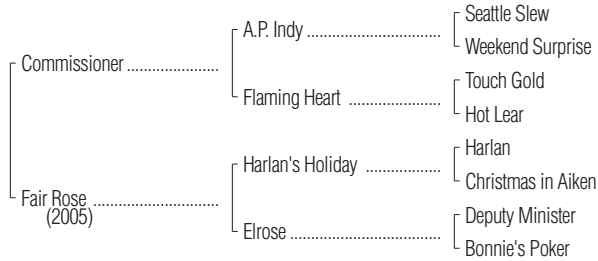 Seattle Slew
A.P. Indy ..............................
Weekend Surprise
Commissioner .....................
Touch Gold
Flaming Heart .....................
Hot Lear
Harlan
Harlan's Holiday .................
Christmas in Aiken
Fair Rose .............................
(2005)
Deputy Minister
Elrose ..................................
Bonnie's Poker